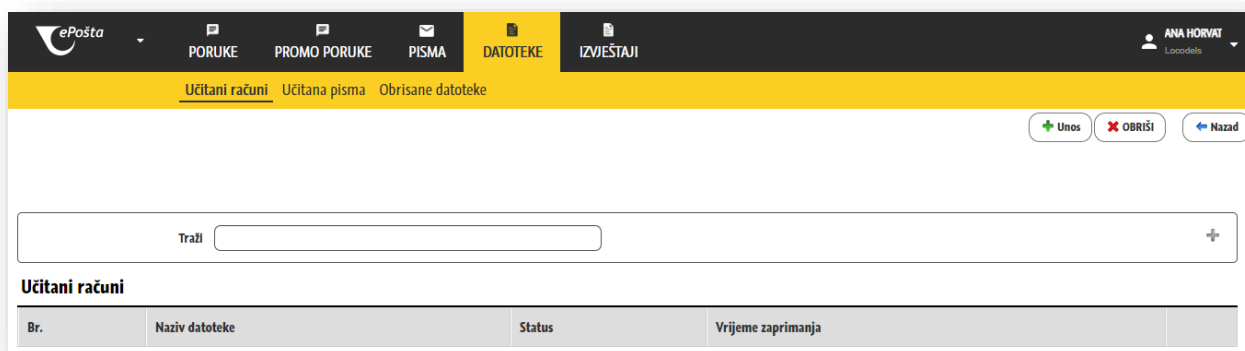 ePošta PORUKE PROMO PORUKE PISMA DATOTEKE IZVJEŠTAJI ANA HORVAT
Locodels
Učitani računi Učitana pisma Obrisane datoteke
Unos OBRIŠI Nazad
Traži
Učitani računi
Br. Naziv datoteke Status Vrijeme zaprimanja